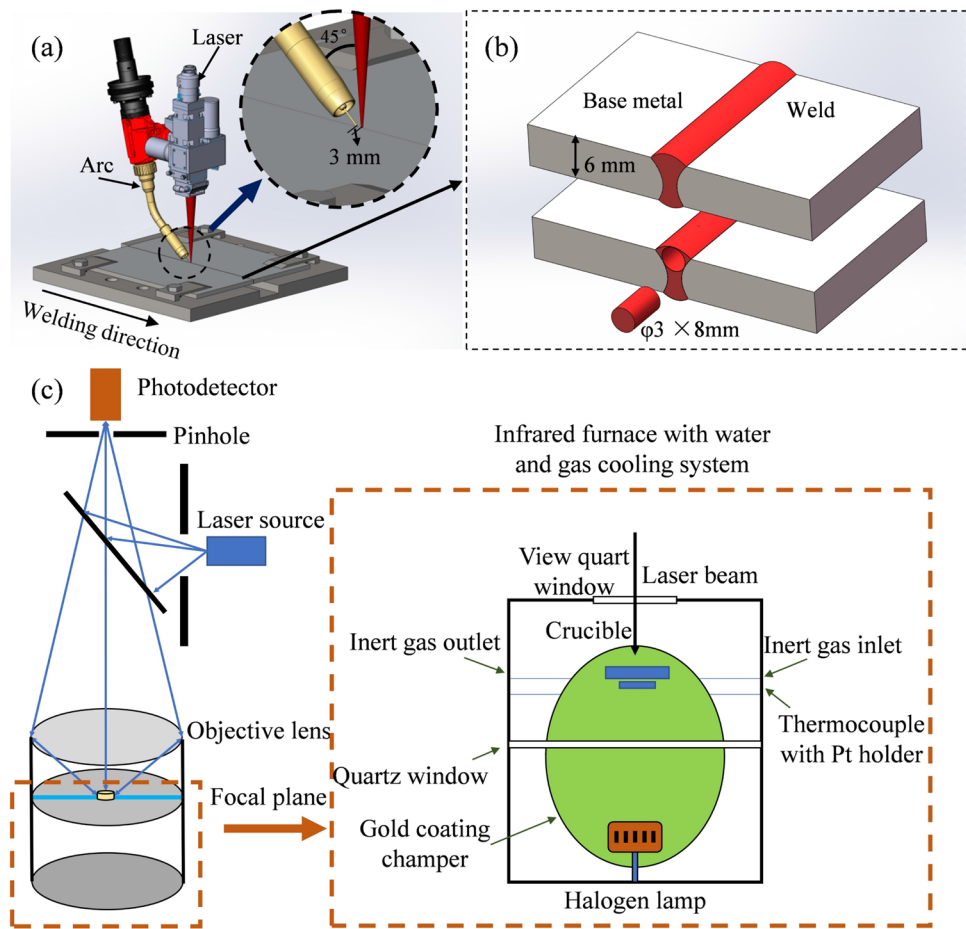 (a)
Laser
45°
3 mm
Arc
Welding direction
(b)
Base metal
Weld
6 mm
φ3 ×8mm
(c)
Photodetector
Pinhole
Laser source
Objective lens
Focal plane
Infrared furnace with water
and gas cooling system
View quart
window
Laser beam
Crucible
Inert gas outlet
Inert gas inlet
Thermocouple
with Pt holder
Quartz window
Gold coating
champer
Halogen lamp